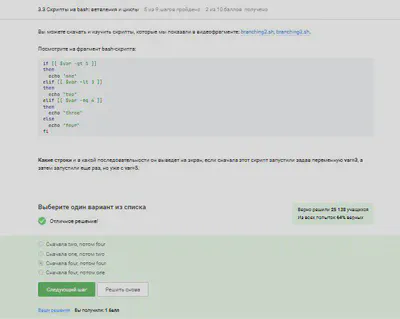 3.3 Скрипты на bash: ветвления и циклы 5 из 5 шагов пройдено 2 из 10 баллов получено
Вы можете скачать и изучить скрипты, которые мы показали в видеофрагменте: branching2.sh, branching3.sh.
Посмотрите на фрагмент bash-скрипта:
if [[ $var -gt 5 ]]
then
echo "one"
elif [[ $var -lt 3 ]]
then
echo "two"
elif [[ $var -eq 4 ]]
then
echo "three"
else
echo "four"
fi
Какие строки и в какой последовательности он выведет на экран, если сначала этот скрипт запустили задав переменную var=3, а
затем запустили еще раз, но уже с var=5.
Выберите один вариант из списка
Отличное решение!
Верно решили 25 138 учащихся
Из всех попыток 64% верных
Сначала two, потом four
Сначала one, потом two
Сначала four, потом four
Сначала four, потом one
Следующий шаг
Решить снова
Ваши решения
Вы получили: 1 балл